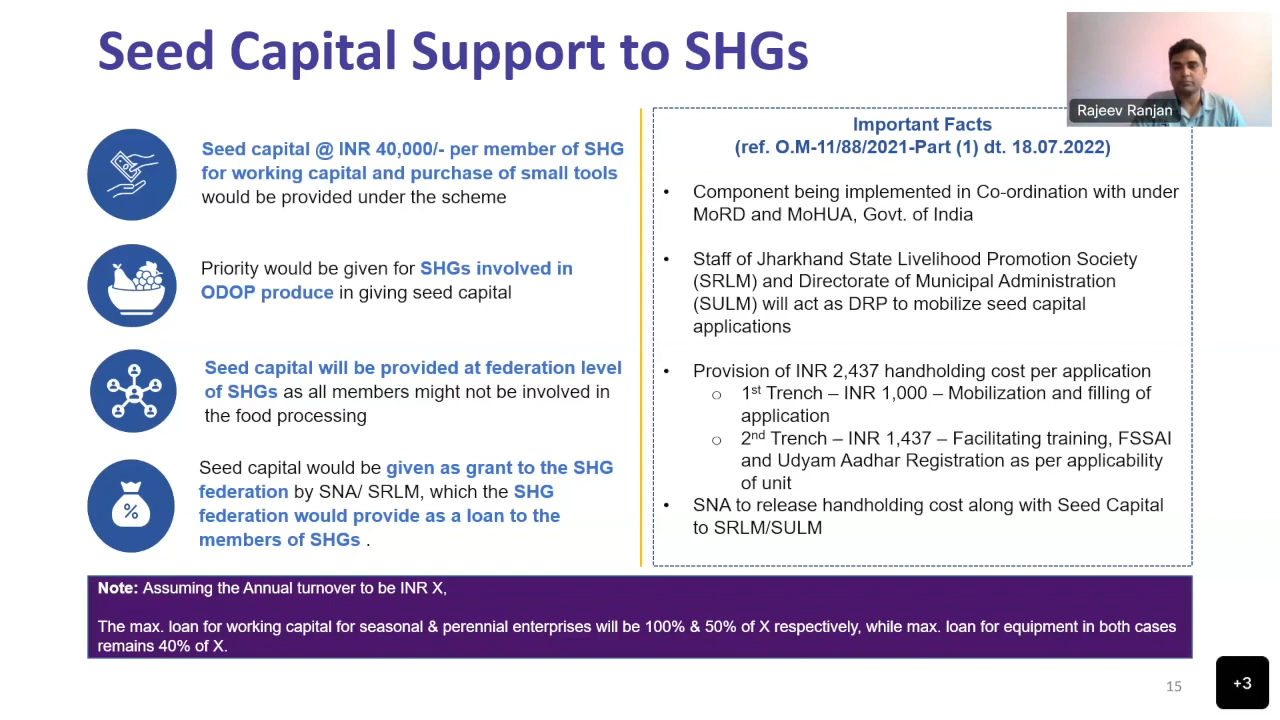 Seed Capital Support to SHGs
Rajeev Ranjan
Seed capital @ INR 40,000/- per member of SHG
for working capital and purchase of small tools
would be provided under the scheme
Priority would be given for SHGs involved in
ODOP produce in giving seed capital
Seed capital will be provided at federation level
of SHGs as all members might not be involved in
the food processing
Seed capital would be given as grant to the SHG
federation by SNA/ SRLM, which the SHG
federation would provide as a loan to the
members of SHGs .
%
Important Facts
(ref. O.M-11/88/2021-Part (1) dt. 18.07.2022)
• Component being implemented in Co-ordination with under
MoRD and MoHUA, Govt. of India
• Staff of Jharkhand State Livelihood Promotion Society
(SRLM) and Directorate of Municipal Administration
(SULM) will act as DRP to mobilize seed capital
applications
• Provision of INR 2,437 handholding cost per application
o 1st Trench – INR 1,000 – Mobilization and filling of
application
o 2nd Trench – INR 1,437 – Facilitating training, FSSAI
and Udyam Aadhar Registration as per applicability
of unit
• SNA to release handholding cost along with Seed Capital
to SRLM/SULM
Note: Assuming the Annual turnover to be INR X,
The max. loan for working capital for seasonal & perennial enterprises will be 100% & 50% of X respectively, while max. loan for equipment in both cases
remains 40% of X.
15
+3